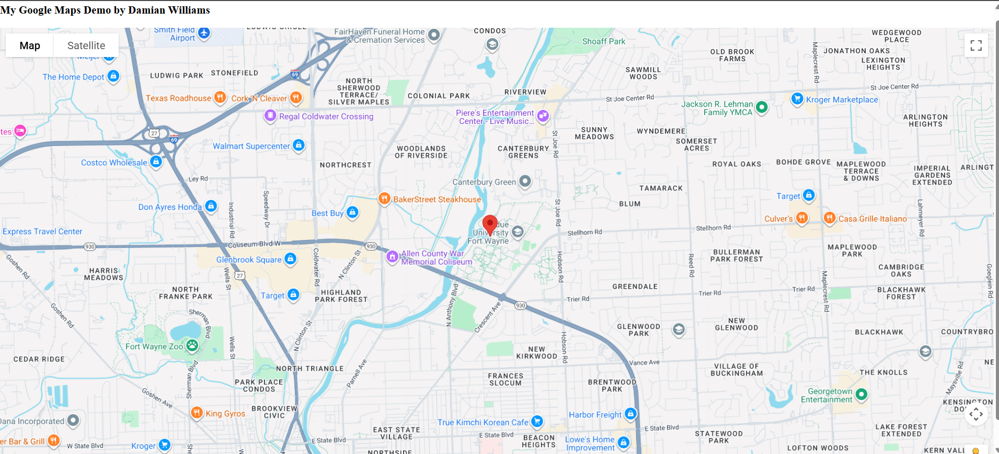 My Google Maps Demo by Damian Williams
Map
Satellite
Smith Field
Airport
FairHaven Funeral Home
& Cremation Services
CONDOS
Shoaff Park
WEDGEWOOD
PLACE
OLD BROOK
FARMS
JONATHON OAKS
LEXINGTON
HEIGHTS
Maplecrest Rd
Meijer
The Home Depot
LUDWIG PARK
STONEFIELD
69
SAWMILL
WOODS
NORTH
SHERWOOD
TERRACE/
SILVER MAPLES
COLONIAL PARK
RIVERVIEW
St Joe Center Rd
St Joe Center Rd
Texas Roadhouse
Cork 'N Cleaver
Kroger Marketplace
Jackson R. Lehman
Family YMCA
Regal Coldwater Crossing
Piere's Entertainment
Center - Live Music...
ARLINGTON
HEIGHTS
tes
27
69
SUNNY
MEADOWS
WYNDEMERE
SOMERSET
ACRES
St Joe Rd
Walmart Supercenter
WOODLANDS
OF RIVERSIDE
CANTERBURY
GREENS
Costco Wholesale
NORTHCREST
ROYAL OAKS
BOHDE GROVE
MAPLEWOOD
TERRACE
& DOWNS
IMPERIAL
GARDENS
EXTENDED
ARLINGT
Ley Rd
Canterbury Green
TAMARACK
Speedway Dr
BakerStreet Steakhouse
Target
BLUM
Don Ayres Honda
Industrial Rd
Best Buy
St Joe Rd
Lahmeyer Rd
Culver's
Casa Grille Italiano
Express Travel Center
University
Fort Wayne
Stellhorn Rd
Stellhorn Rd
930
Coliseum Blvd W
930
MAPLEWOOD
PARK
Goshen Rd
Glenbrook Square
Coldwater Rd
N Clinton St
Allen County War
Memorial Coliseum
Hobson Rd
BULLERMAN
PARK FOREST
Reed Rd
HARRIS
MEADOWS
Wells St
27
CAMBRIDGE
OAKS
Goeglein Rd
NORTH
FRANKE PARK
Target
HIGHLAND
PARK FOREST
N Anthony Blvd
GREENDALE
Trier Rd
Trier Rd
Trier Rd
Maplecrest Rd
BLACKHAWK
FOREST
Goshen Rd
Sherman Blvd
Crescent Ave
930
NEW
GLENWOOD
GLENWOOD
PARK
BLACKHAWK
COUNTRYBRO
N Clinton St
Wells St
Hobson Rd
Fort Wayne Zoo
CEDAR RIDGE
NEW
KIRKWOOD
Vance Ave
NE
Sherman Blvd
NORTH TRIANGLE
Parnell Ave
VILLAGE OF
BUCKINGHAM
THE KNOLLS
Maysville Rd
PARK PLACE
CONDOS
FRANCES
SLOCUM
BRENTWOOD
PARK
Goshen Ave
Georgetown
Entertainment
KENSINGTON
King Gyros
BROOKVIEW
CIVIC
Dana Incorporated
True Kimchi Korean Cafe
Harbor Freight
EAST STATE
VILLAGE
E State Blvd
E State Blvd
LAKE FOREST
EXTENDED
er Bar & Grill
W State Blvd
Kroger
E State Blvd
BEACON
HEIGHTS
Lowe's Home
Improvement
STATEWOOD
PARK
NORTHSIDE
LOFTON WOODS
KERN VALL